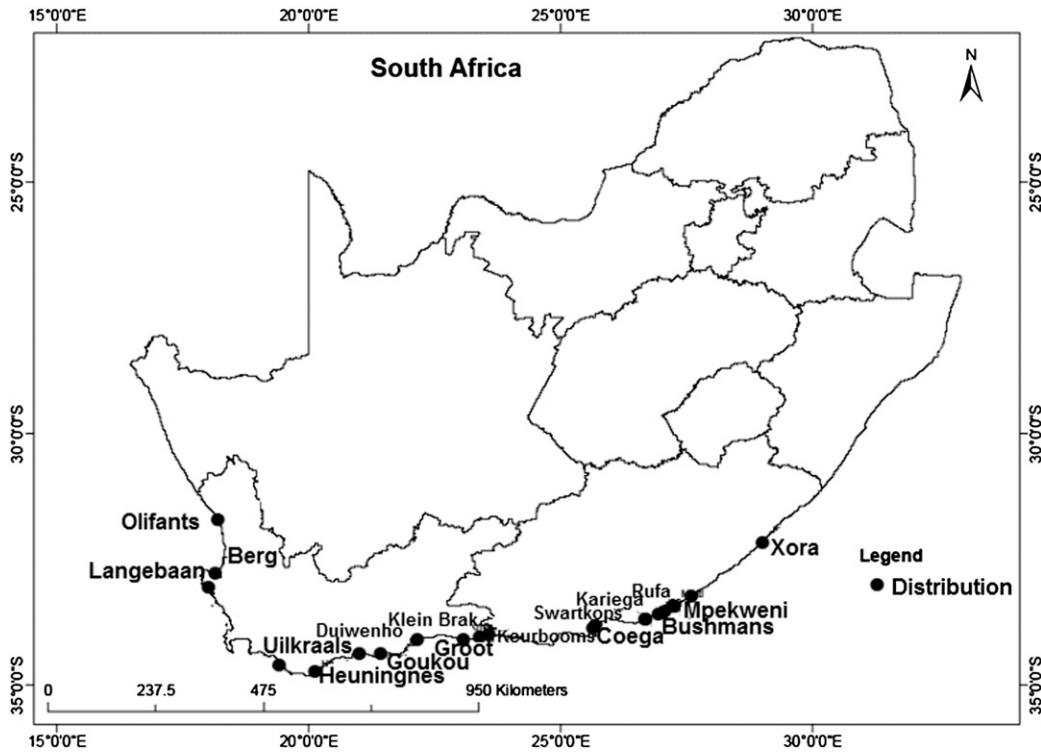 15°0'0"E 20°0'0"E 25°0'0"E 30°0'0"E
South Africa
N
25°0'0"S 25°0'0"S
30°0'0"S 30°0'0"S
Olifants
Berg
Xora
Legend
Langebaan
Distribution
Rufa
Kariega
Mpekweni
Swartkops
Klein Brak
Bushmans
Duiwenho
Coega
Kourbooms
Uilkraals
Groot
Goukou
Heuningnes
35°0'0"S 35°0'0"S
0 237.5 475 950 Kilometers
15°0'0"E 20°0'0"E 25°0'0"E 30°0'0"E